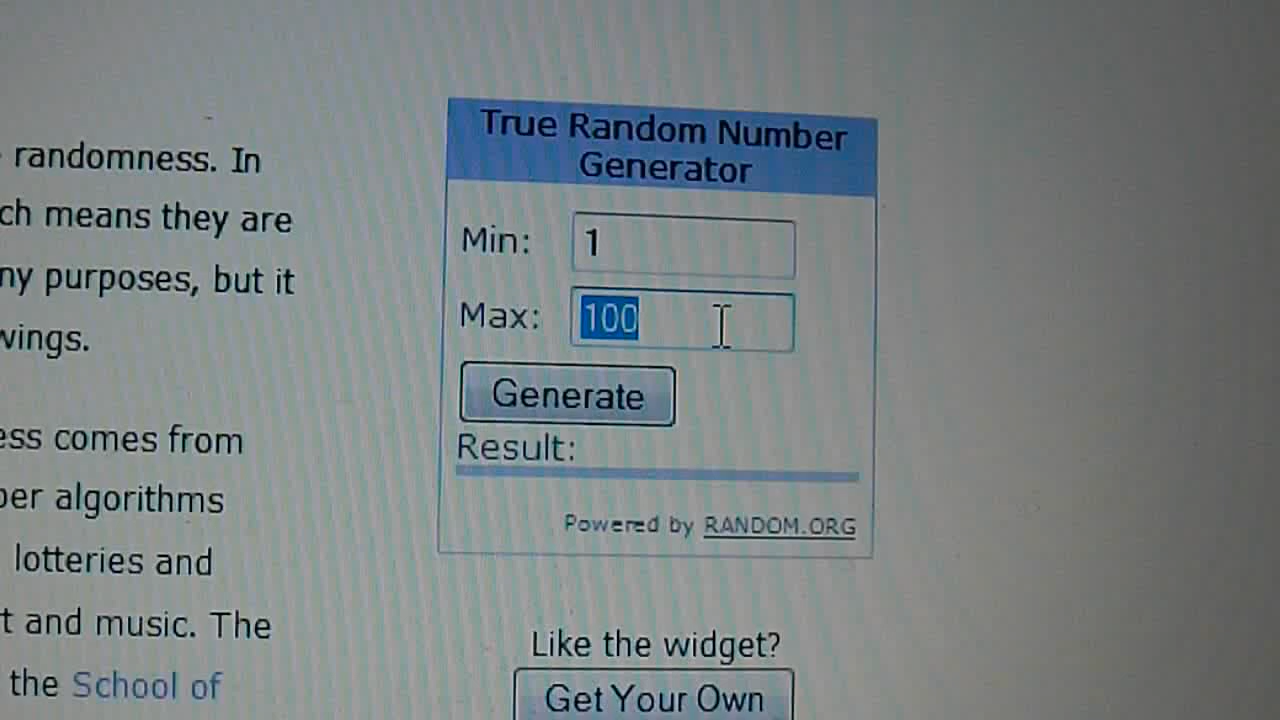 randomness. In
ch means they are
ny purposes, but it
wings.
ess comes from
ber algorithms
lotteries and
t and music. The
the School of
True Random Number
Generator
Min: 1
Max: 100
Generate
Result:
Powered by RANDOM.ORG
Like the widget?
Get Your Own